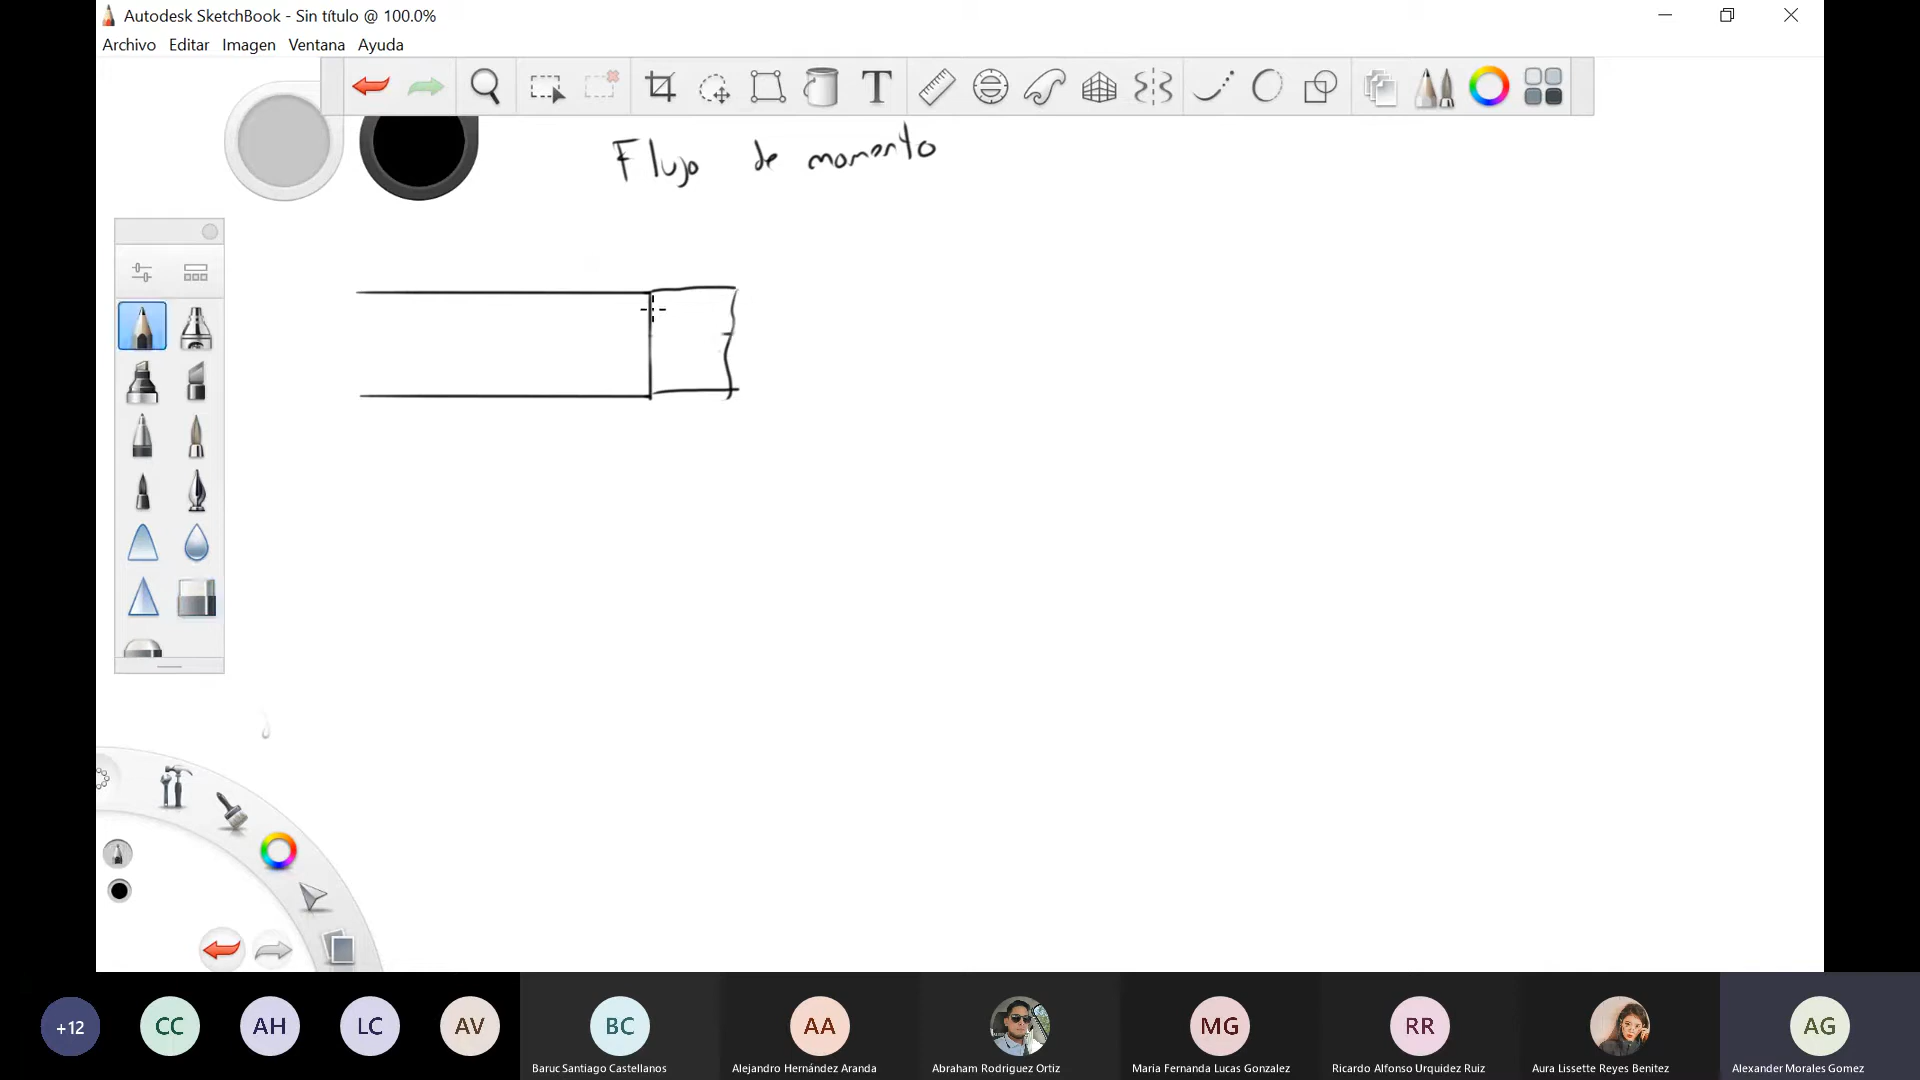 Autodesk SketchBook - Sin título @ 100.0%
Archivo Editar Imagen Ventana Ayuda
T
Flujo de momento
+12
CC
AH
LC
AV
BC
AA
MG
RR
AG
Baruc Santiago Castellanos
Alejandro Hernández Aranda
Abraham Rodriguez Ortiz
Maria Fernanda Lucas Gonzalez
Ricardo Alfonso Urquidez Ruiz
Aura Lissette Reyes Benitez
Alexander Morales Gomez